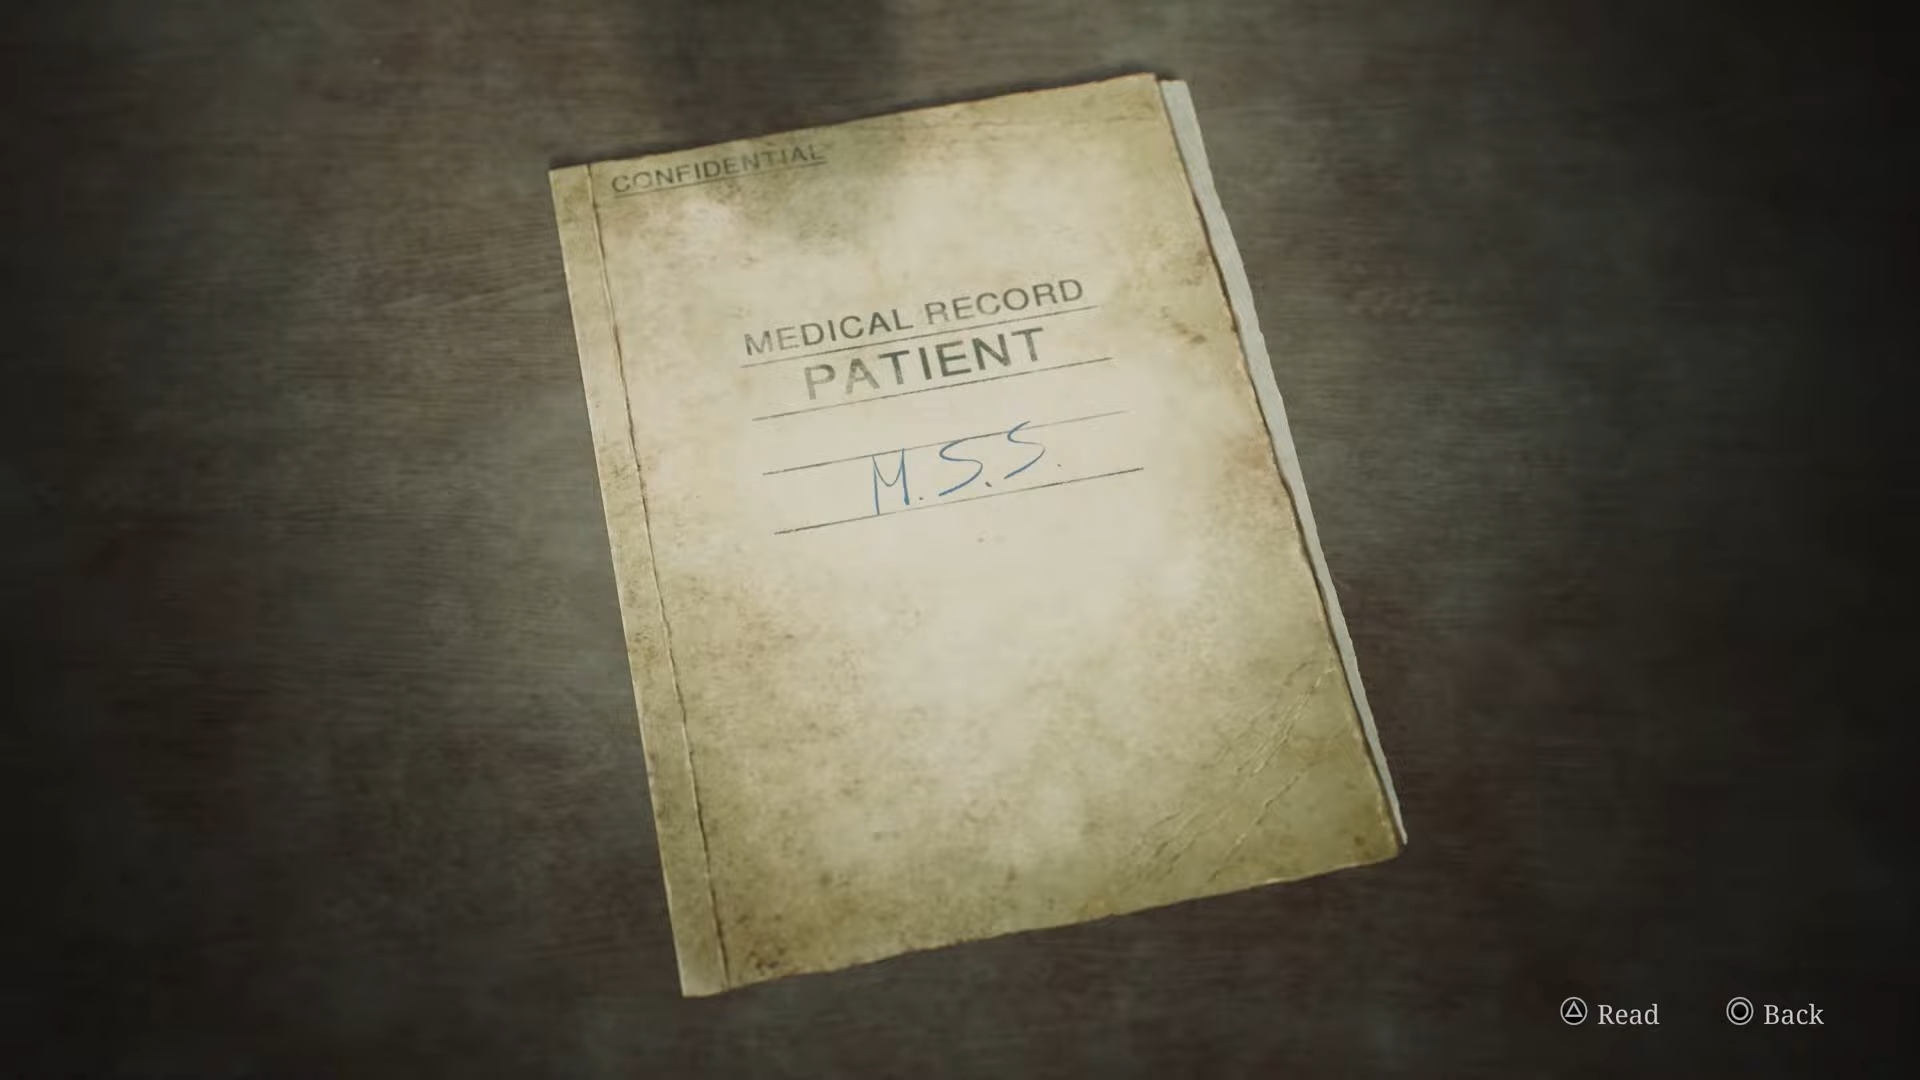 CONFIDENTIAL
MEDICAL RECORD
PATIENT
M.S.S.
Read
Back